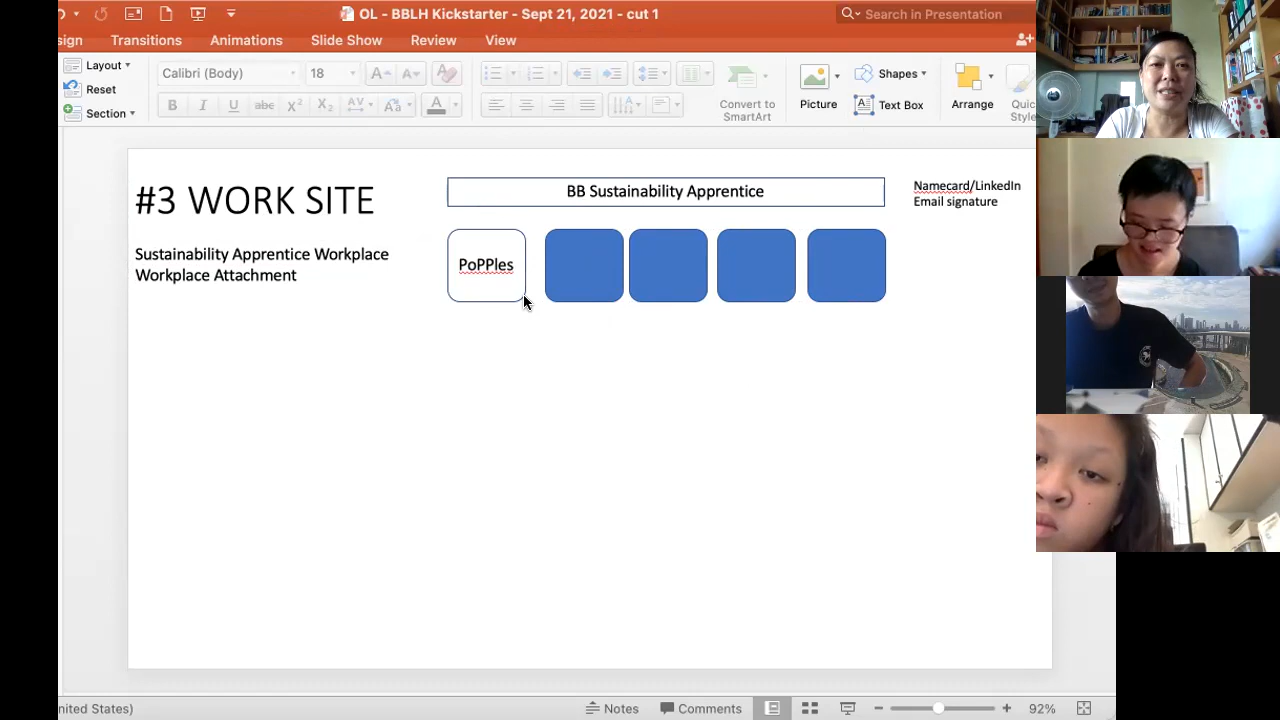 OL - BBLH Kickstarter - Sept 21, 2021 - cut 1
Search in Presentation
sign Transitions Animations Slide Show Review View
Layout
Reset
Section
Calibri (Body) 18
Convert to
SmartArt
Picture
Shapes
Text Box
Arrange
Quic
Style
#3 WORK SITE
Sustainability Apprentice Workplace
Workplace Attachment
BB Sustainability Apprentice
PoPPles
Namecard/LinkedIn
Email signature
nited States)
Notes
Comments
92%